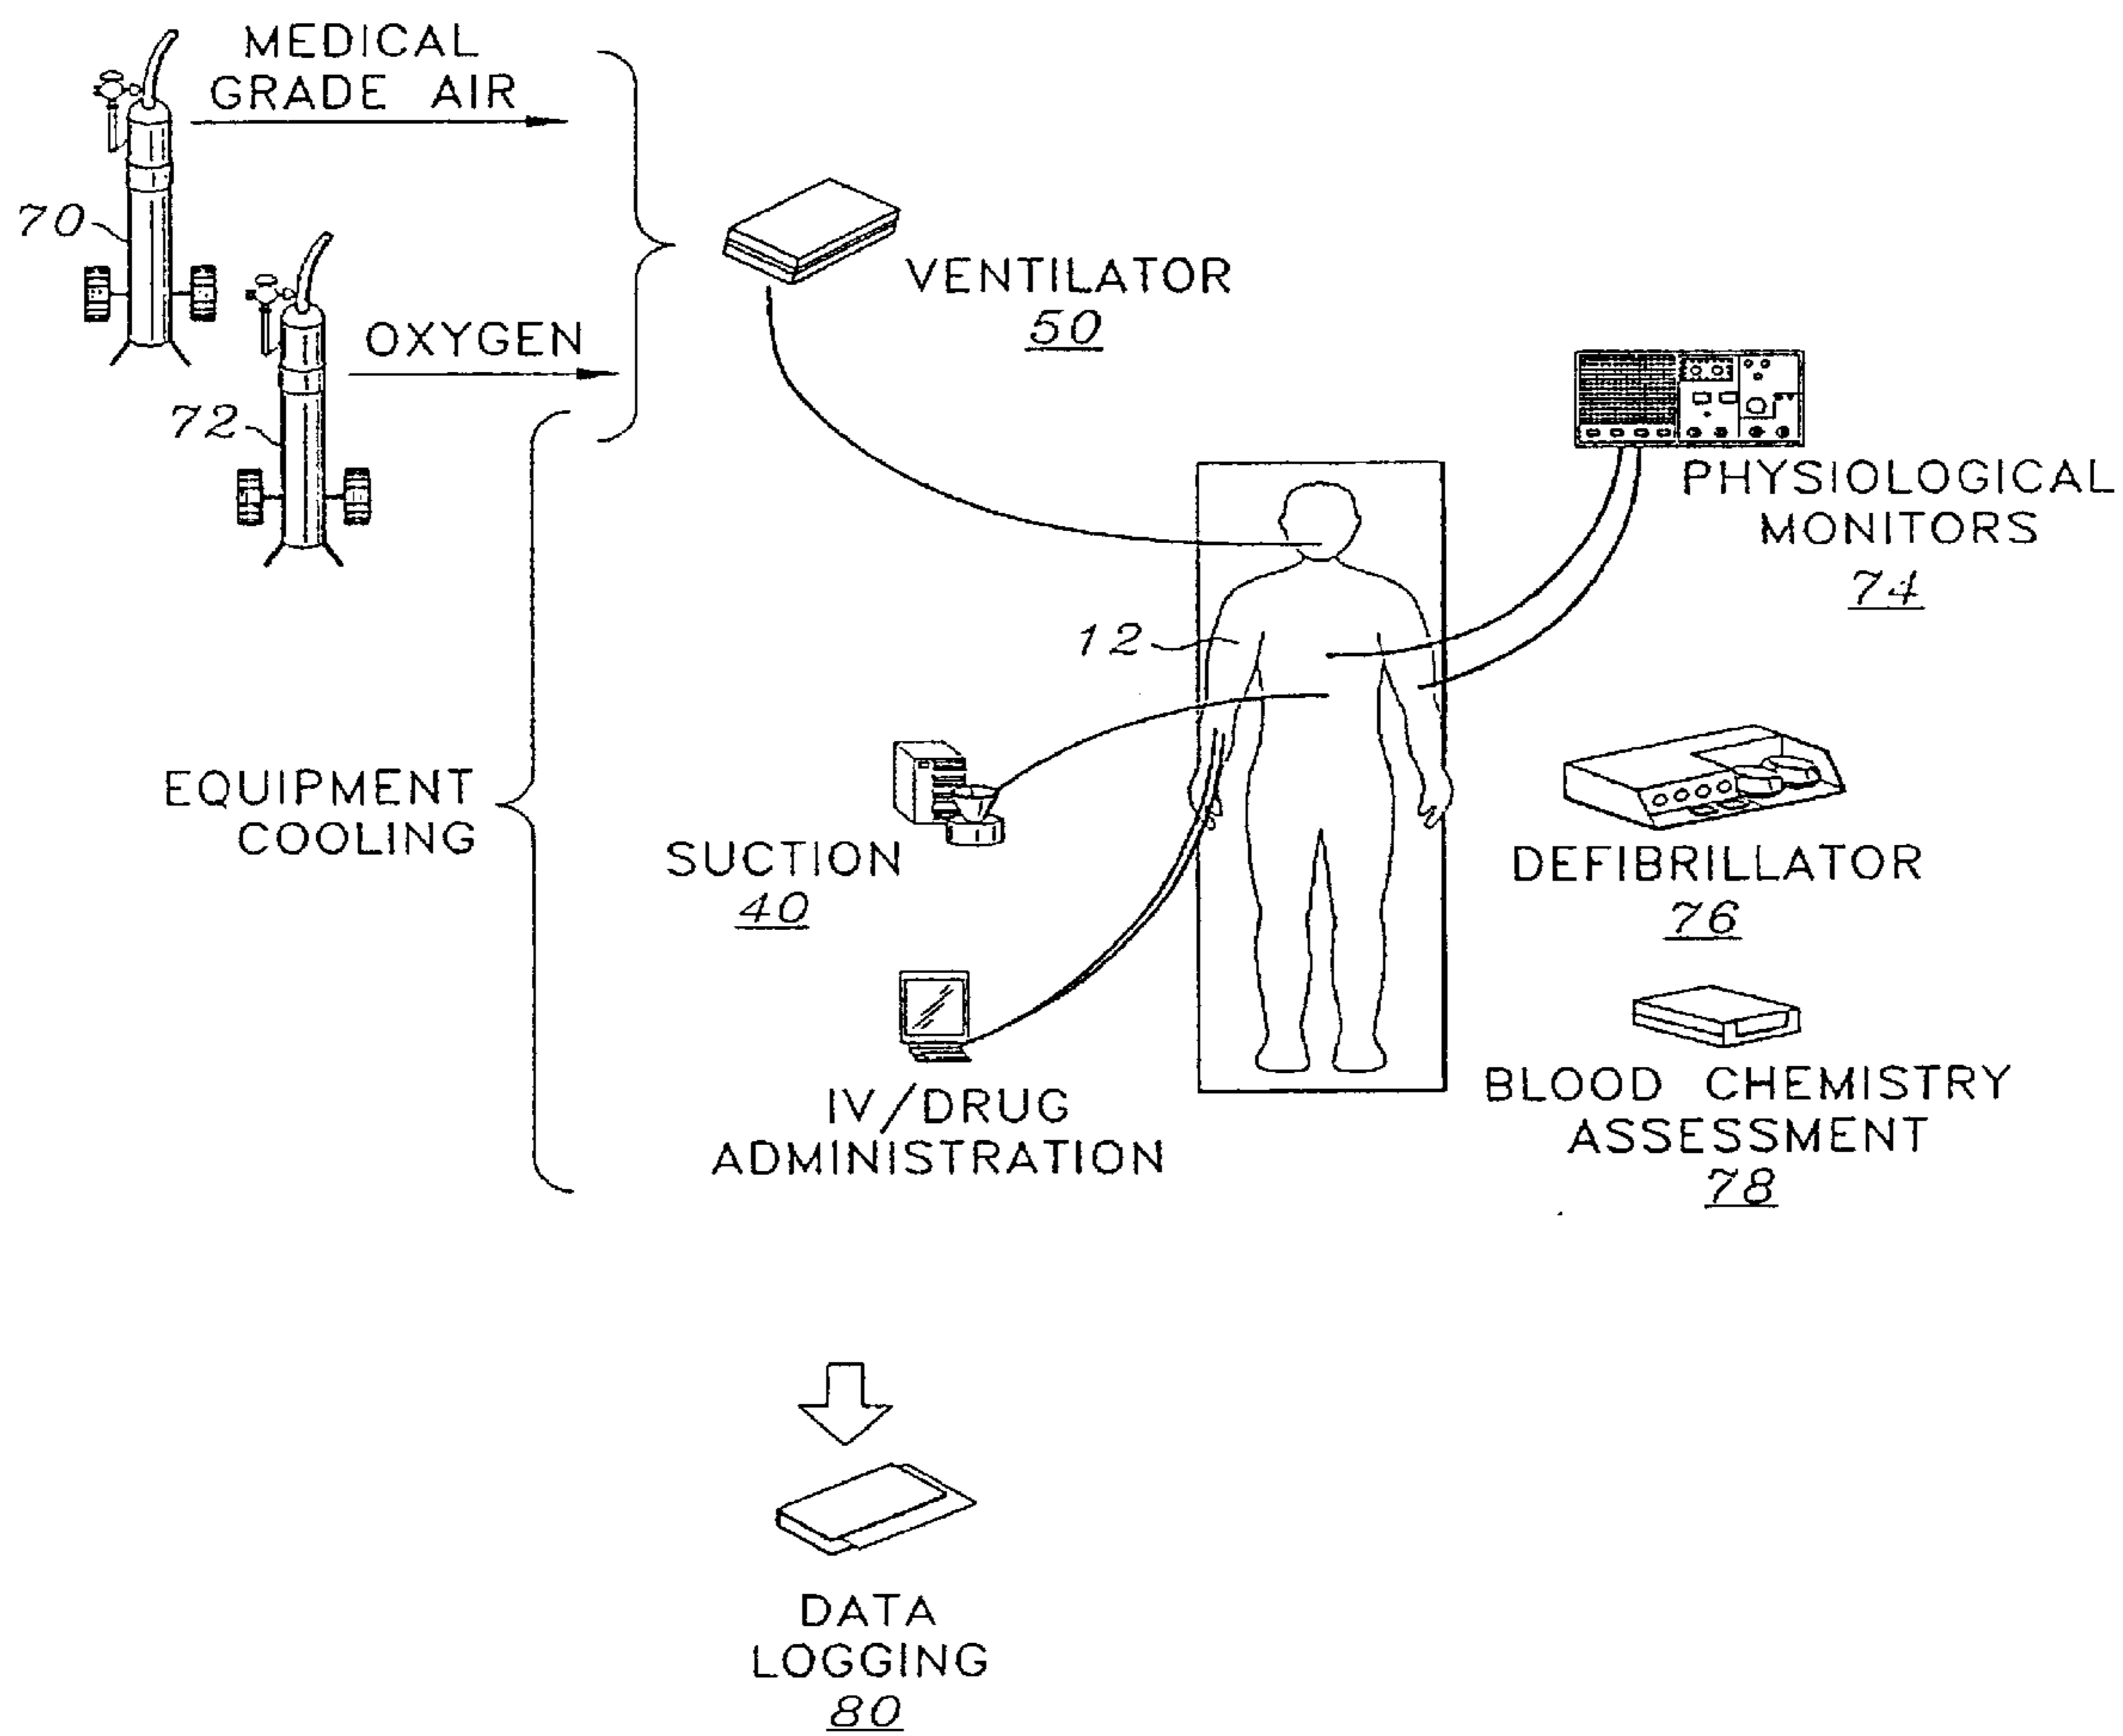 MEDICAL
GRADE AIR
70
VENTILATOR
50
OXYGEN
72
PHYSIOLOGICAL
MONITORS
74
12
EQUIPMENT
COOLING
SUCTION
40
DEFIBRILLATOR
76
IV/DRUG
ADMINISTRATION
BLOOD CHEMISTRY
ASSESSMENT
78
DATA
LOGGING
80